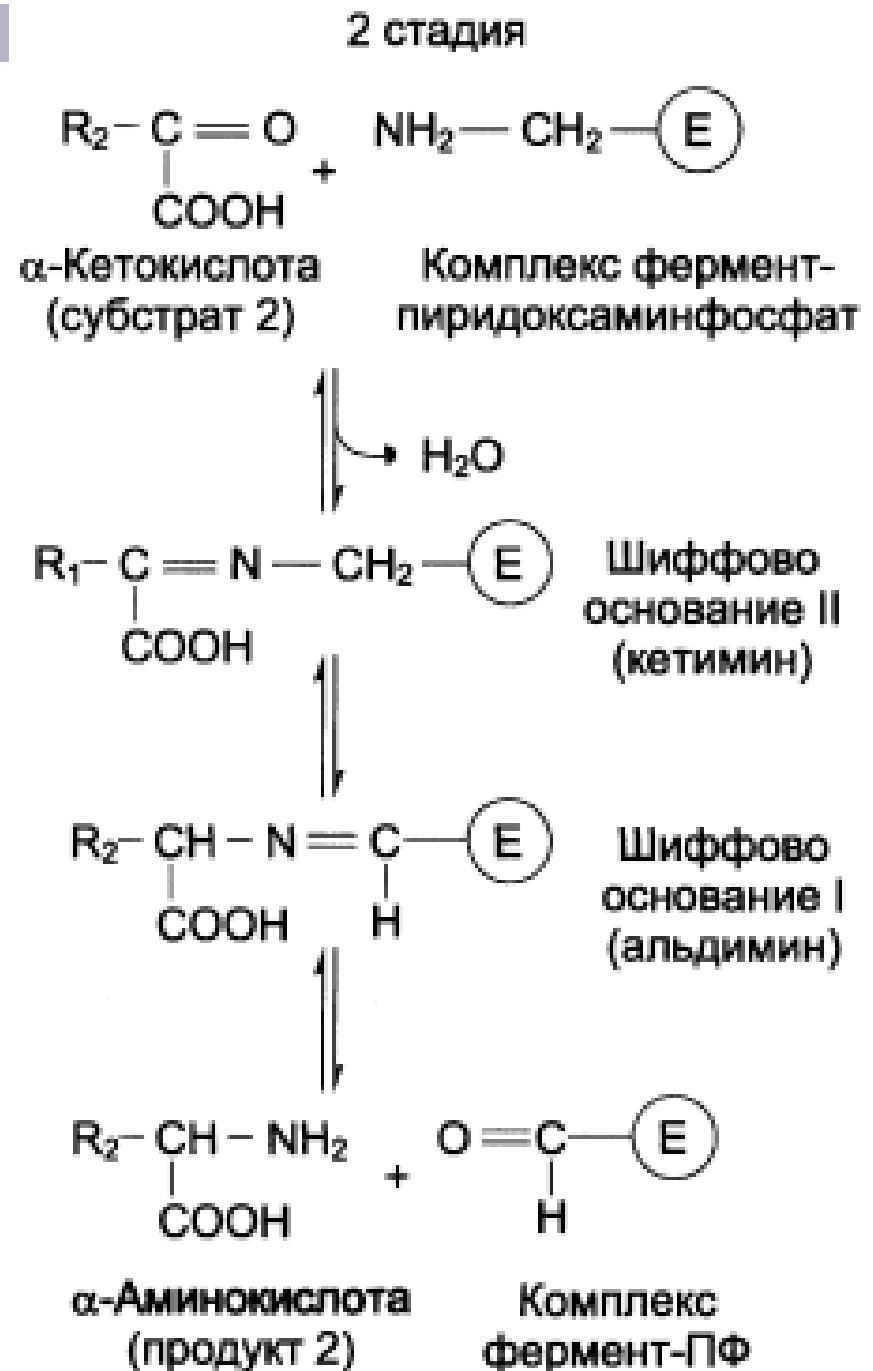 2 стадия
R₂–C=O NH₂–CH₂–E
+
COOH
α-Кетокислота Комплекс фермент-
(субстрат 2) пиридоксаминфосфат
H₂O
R₁–C=N–CH₂–E Шиффово
основание II
COOH (кетимин)
R₂–CH–N=C–E Шиффово
основание I
COOH H (альдимин)
R₂–CH–NH₂ O=C–E
+
COOH H
α-Аминокислота Комплекс
(продукт 2) фермент-ПФ